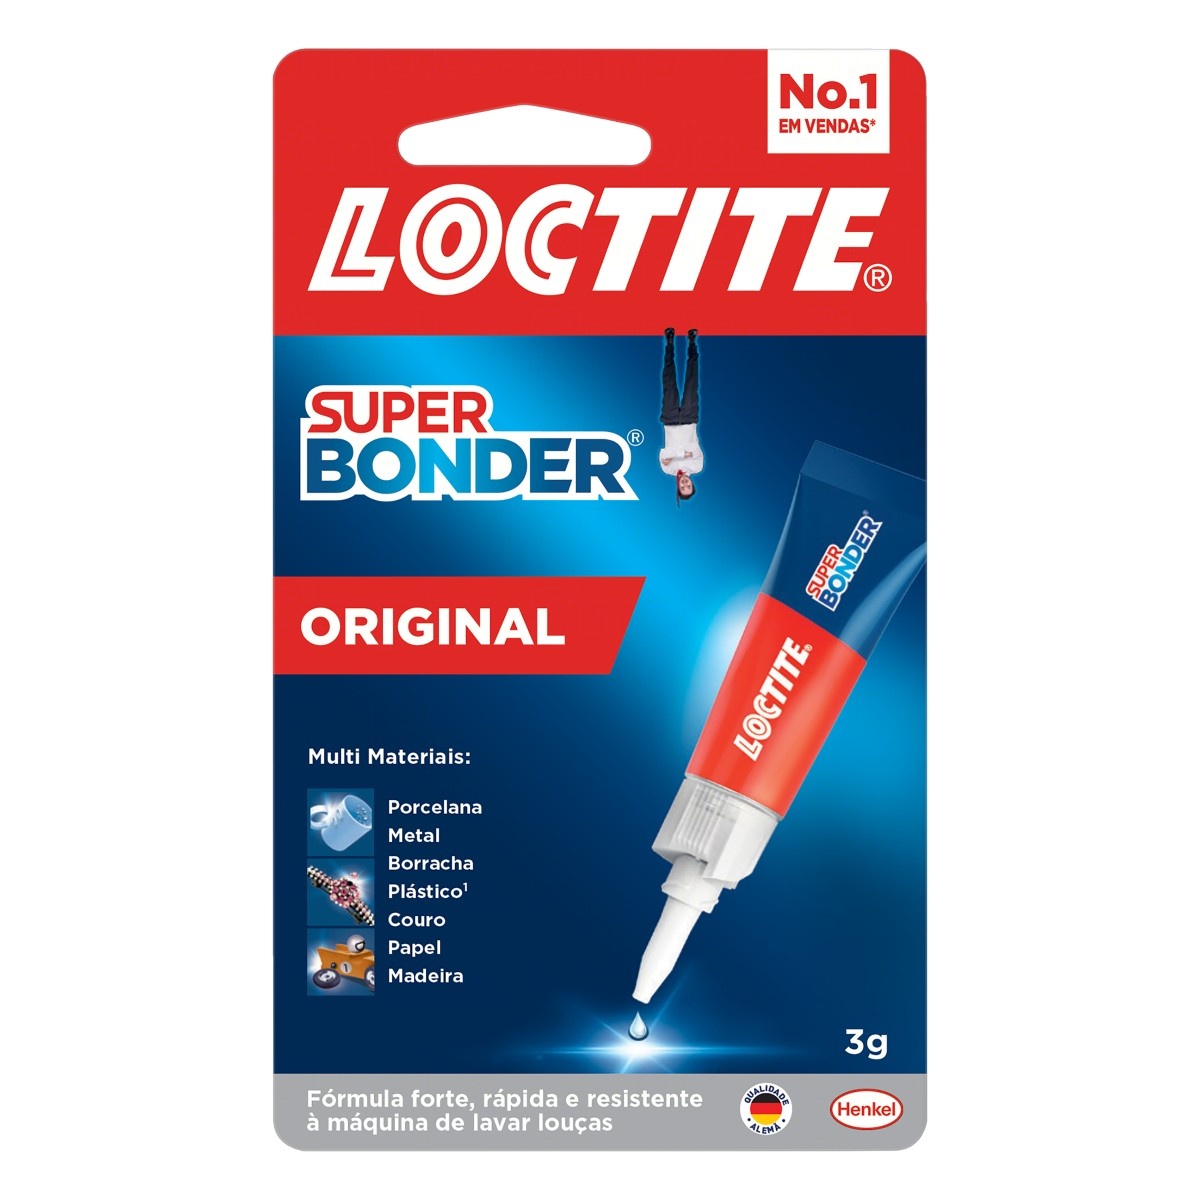 No.1
EM VENDAS*
LOCTITE®
SUPER
BONDER®
SUPER
BONDER®
LOCTITE®
ORIGINAL
Multi Materiais:
Porcelana
Metal
Borracha
Plástico¹
Couro
Papel
Madeira
3g
Fórmula forte, rápida e resistente
à máquina de lavar louças
QUALIDADE
ALEMÃ
Henkel